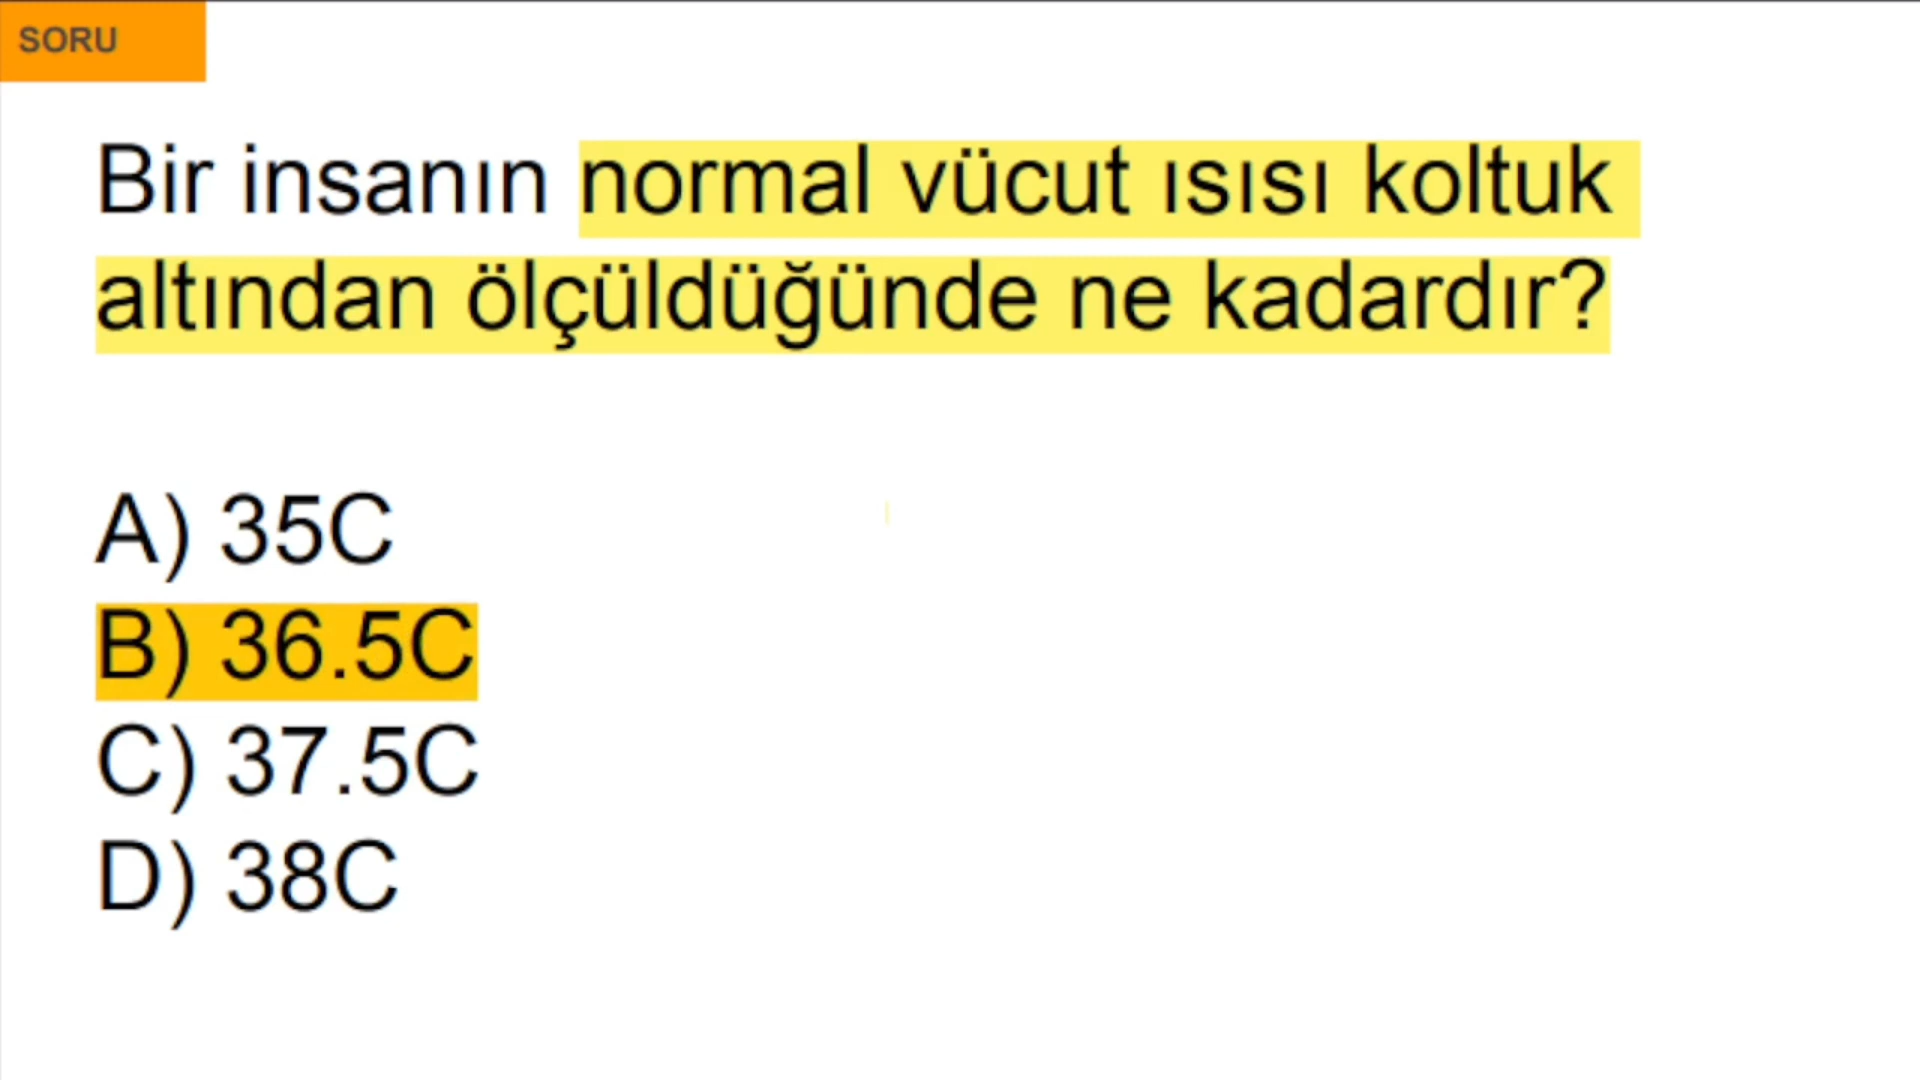 SORU
Bir insanın normal vücut ısısı koltuk
altından ölçüldüğünde ne kadardır?
A) 35C
B) 36.5C
C) 37.5C
D) 38C